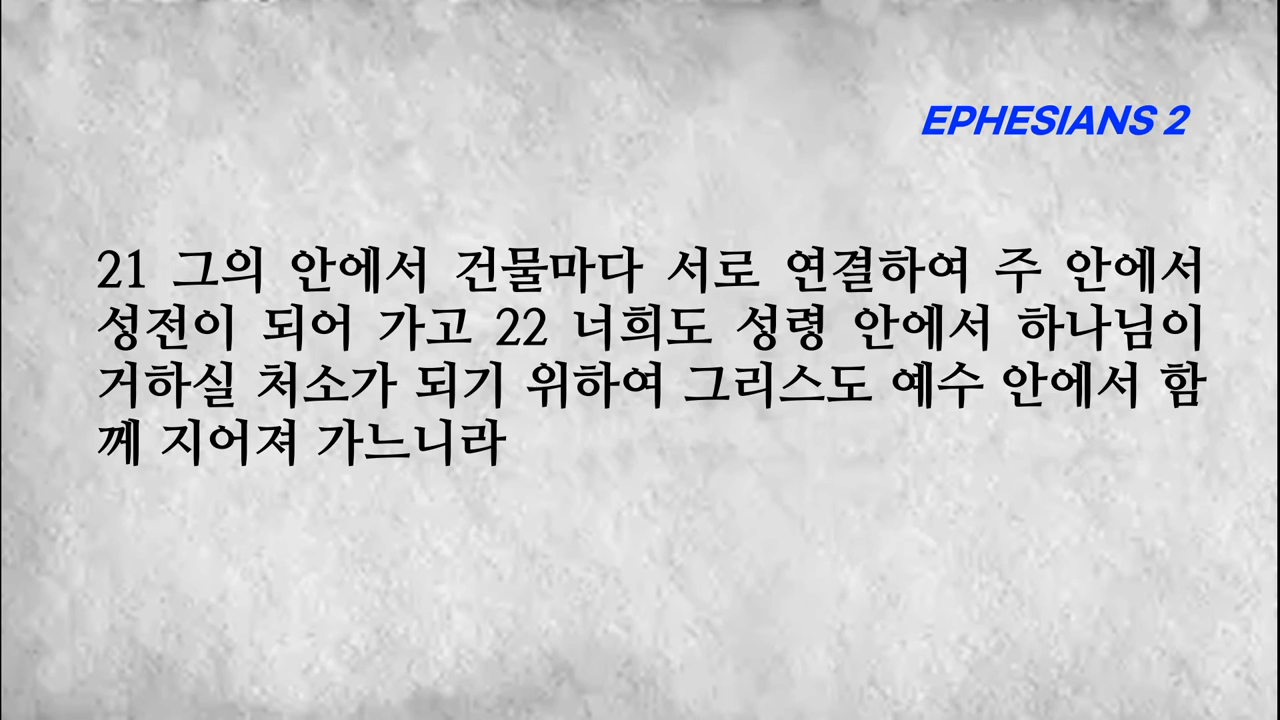 EPHESIANS 2
21 그의 안에서 건물마다 서로 연결하여 주 안에서
성전이 되어 가고 22 너희도 성령 안에서 하나님이
거하실 처소가 되기 위하여 그리스도 예수 안에서 함
께 지어져 가느니라